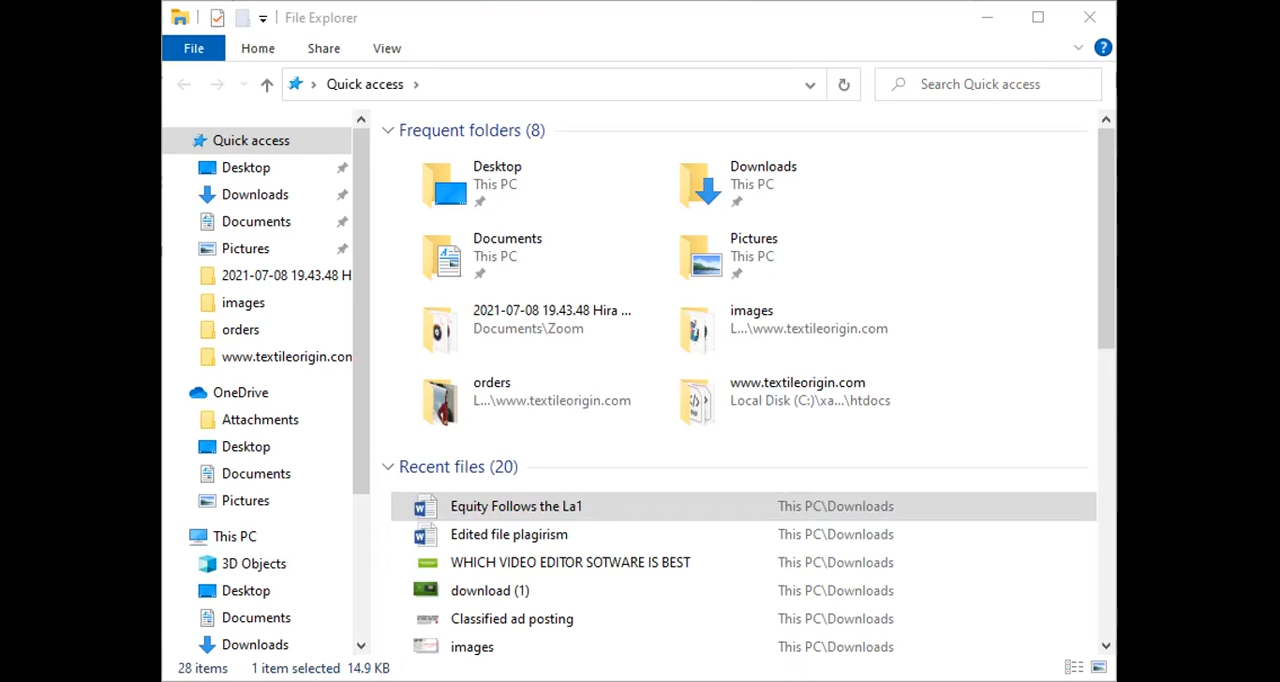 File Explorer
File Home Share View
Quick access
Search Quick access
Quick access
Desktop
Downloads
Documents
Pictures
2021-07-08 19.43.48 H
images
orders
www.textileorigin.con
OneDrive
Attachments
Desktop
Documents
Pictures
This PC
3D Objects
Desktop
Documents
Downloads
Frequent folders (8)
Desktop
This PC
Downloads
This PC
Documents
This PC
Pictures
This PC
2021-07-08 19.43.48 Hira ...
Documents\Zoom
images
L...\www.textileorigin.com
orders
L...\www.textileorigin.com
www.textileorigin.com
Local Disk (C:)\xa...\htdocs
Recent files (20)
Equity Follows the La1 This PC\Downloads
Edited file plagirism This PC\Downloads
WHICH VIDEO EDITOR SOTWARE IS BEST This PC\Downloads
download (1) This PC\Downloads
Classified ad posting This PC\Downloads
images This PC\Downloads
28 items 1 item selected 14.9 KB